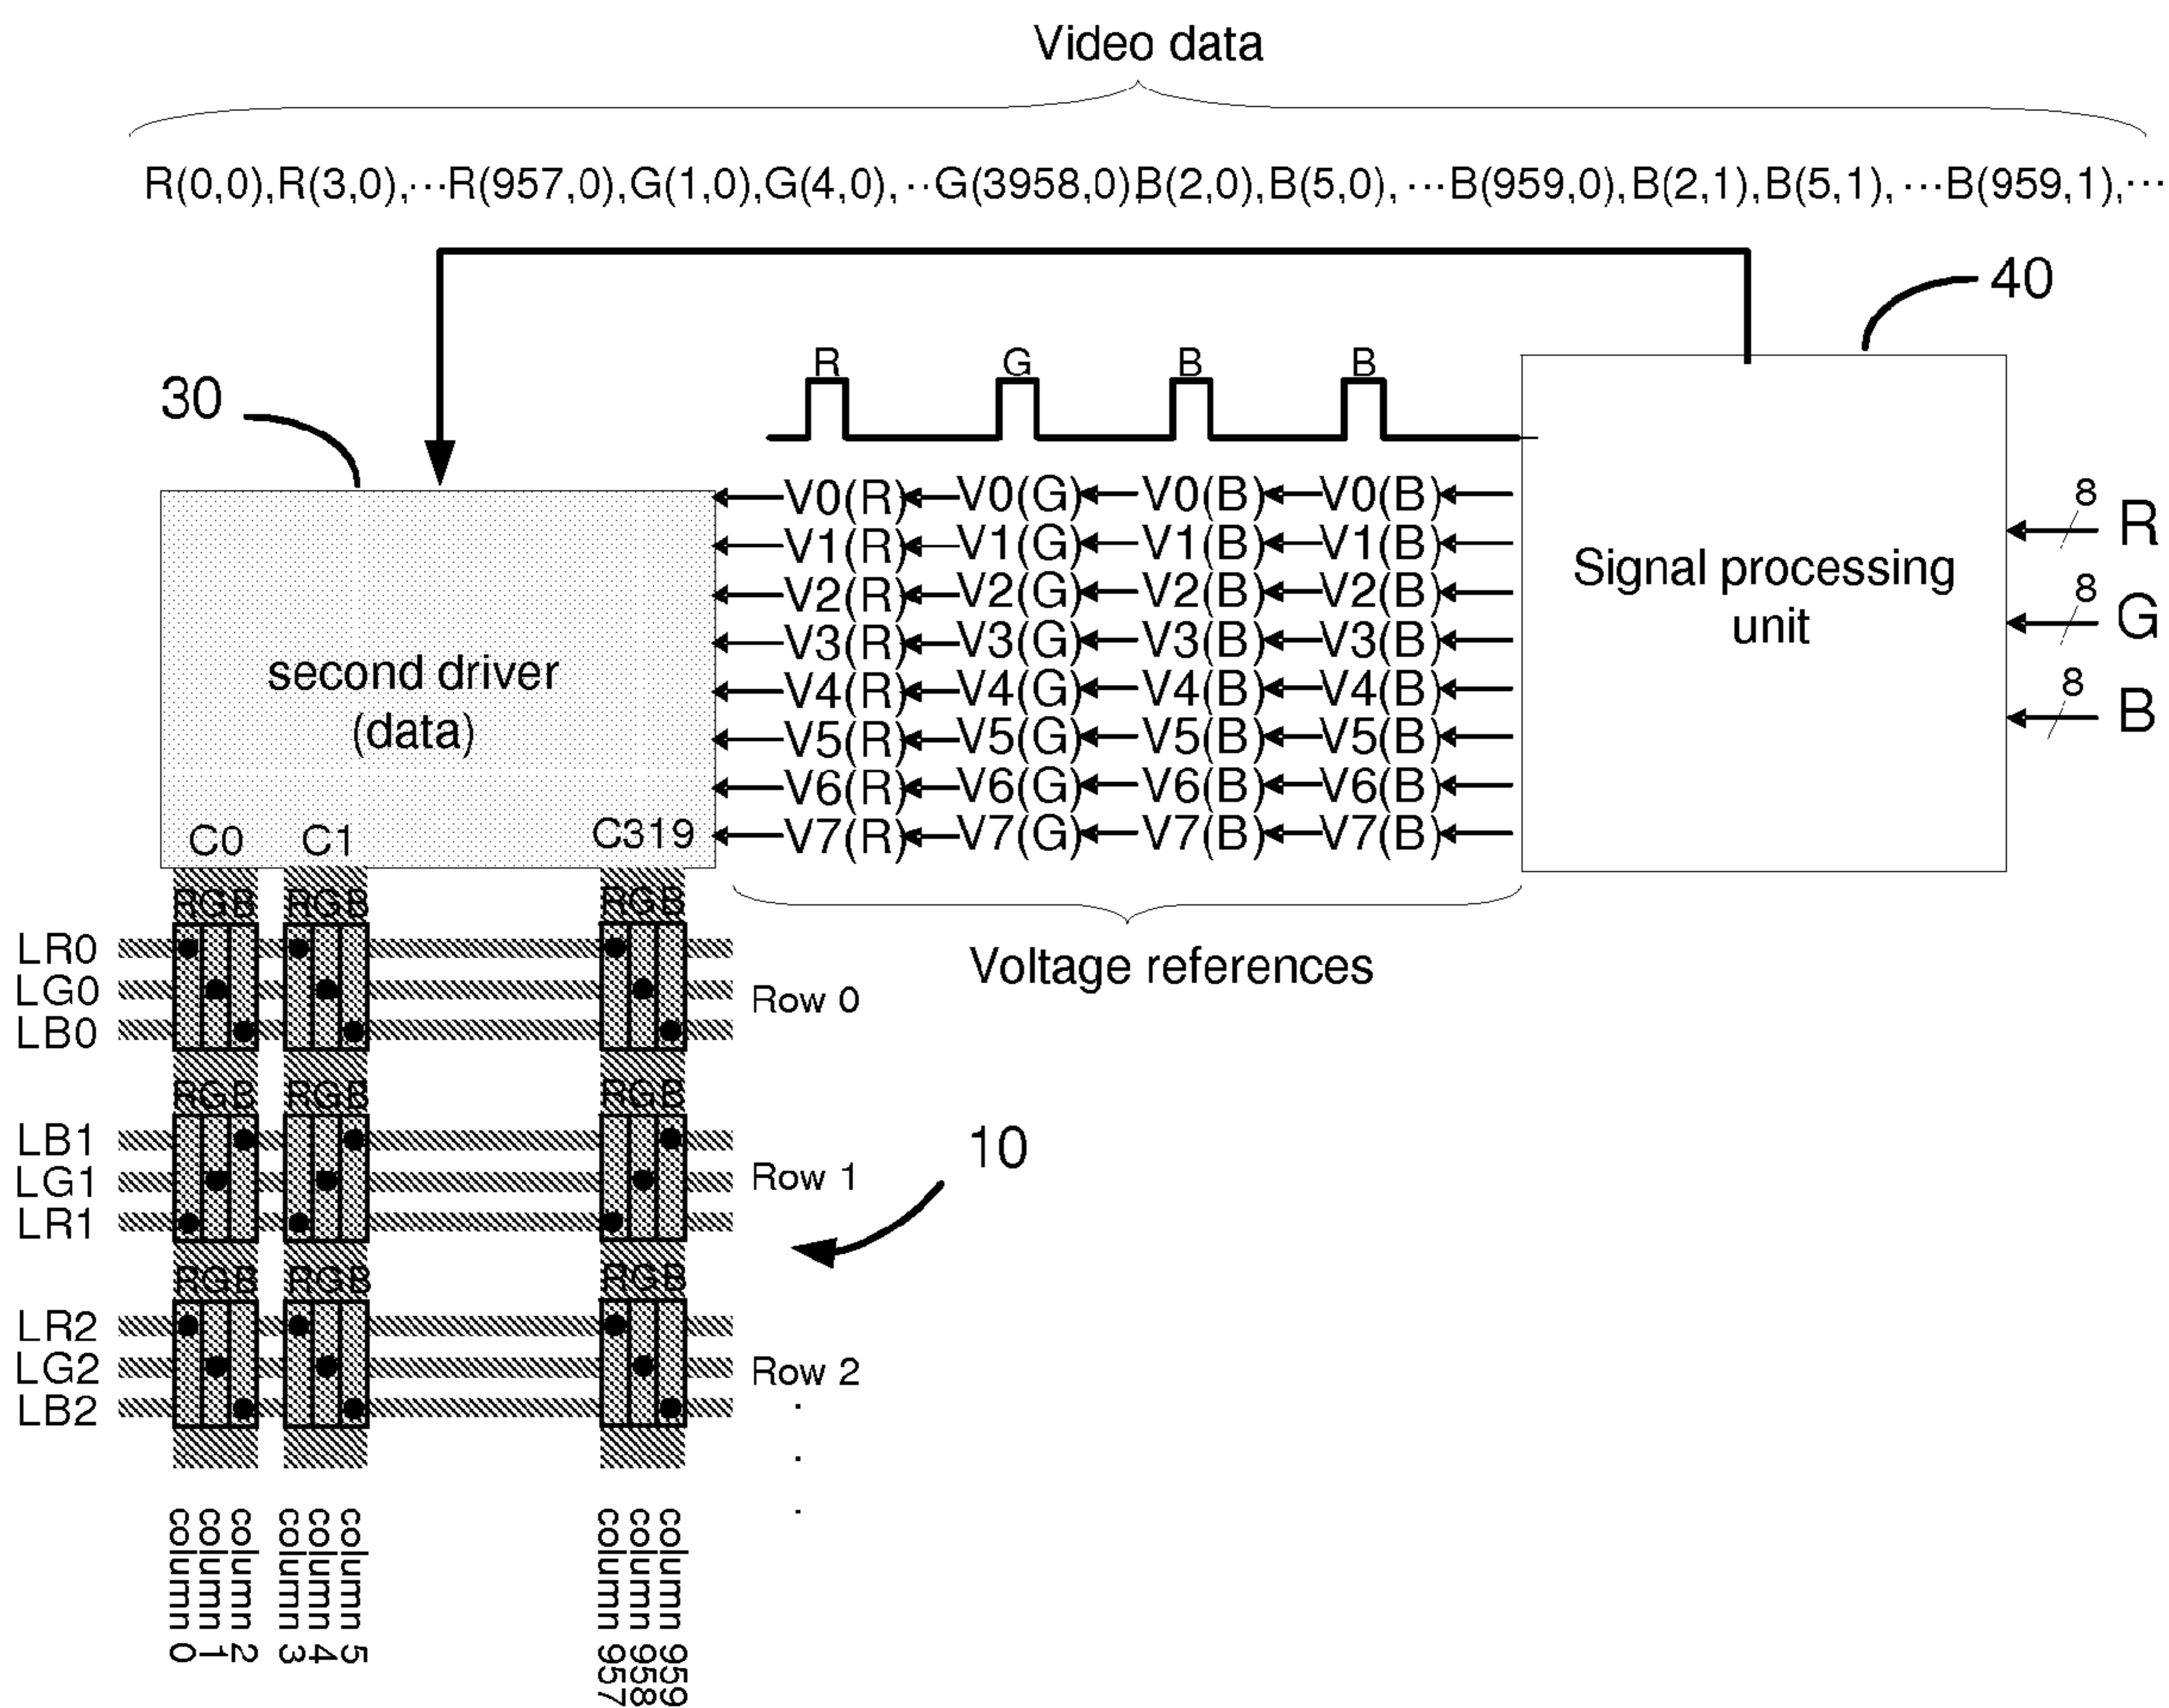 Video data
R(0,0),R(3,0),···R(957,0),G(1,0),G(4,0),··G(3958,0),B(2,0),B(5,0), ···B(959,0),B(2,1),B(5,1), ···B(959,1),···
40
R G B B
30
V0(R) V0(G) V0(B) V0(B)
V1(R) V1(G) V1(B) V1(B)
V2(R) V2(G) V2(B) V2(B)
V3(R) V3(G) V3(B) V3(B)
V4(R) V4(G) V4(B) V4(B)
V5(R) V5(G) V5(B) V5(B)
V6(R) V6(G) V6(B) V6(B)
V7(R) V7(G) V7(B) V7(B)
Signal processing
unit
8 R
8 G
8 B
second driver
(data)
C0 C1 C319
Voltage references
RGB RGB RGB
LR0
LG0
LB0
Row 0
RGB RGB RGB
LB1
LG1
LR1
Row 1
10
RGB RGB RGB
LR2
LG2
LB2
Row 2
.
.
.
column 0
column 1
column 2
column 3
column 4
column 5
column 957
column 958
column 959